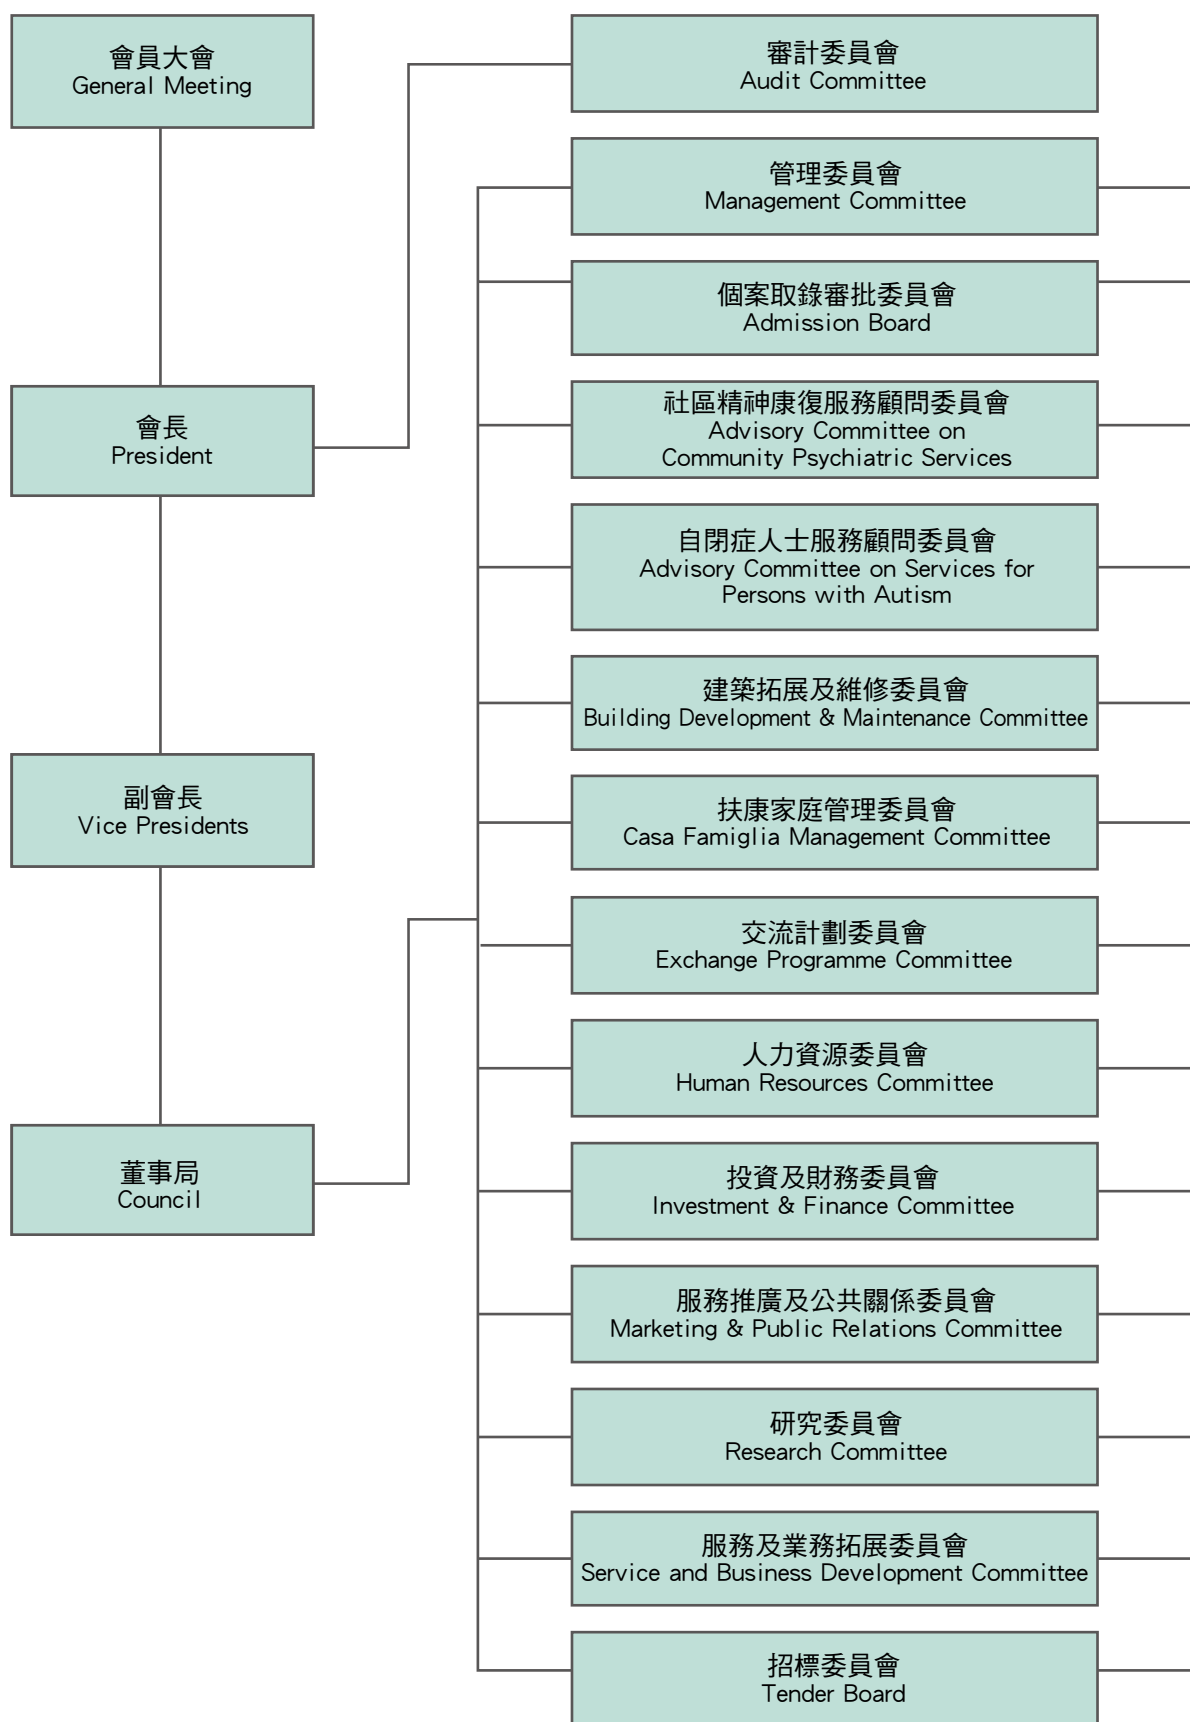 會員大會
General Meeting
會長
President
副會長
Vice Presidents
董事局
Council
審計委員會
Audit Committee
管理委員會
Management Committee
個案取錄審批委員會
Admission Board
社區精神康復服務顧問委員會
Advisory Committee on
Community Psychiatric Services
自閉症人士服務顧問委員會
Advisory Committee on Services for
Persons with Autism
建築拓展及維修委員會
Building Development & Maintenance Committee
扶康家庭管理委員會
Casa Famiglia Management Committee
交流計劃委員會
Exchange Programme Committee
人力資源委員會
Human Resources Committee
投資及財務委員會
Investment & Finance Committee
服務推廣及公共關係委員會
Marketing & Public Relations Committee
研究委員會
Research Committee
服務及業務拓展委員會
Service and Business Development Committee
招標委員會
Tender Board